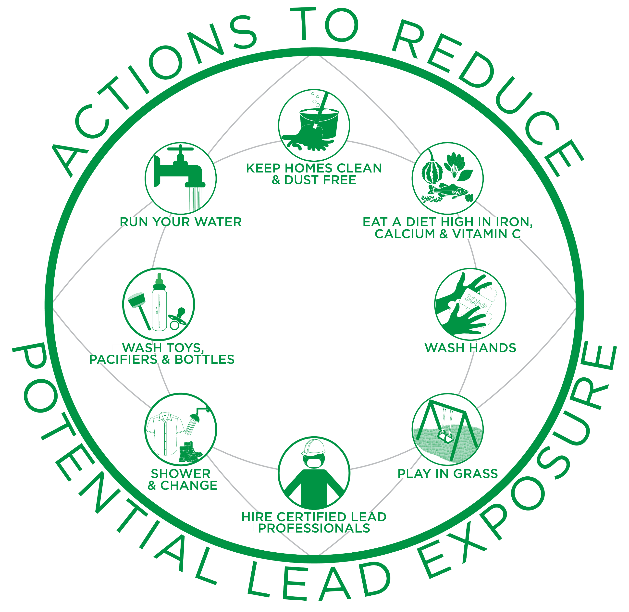 ACTIONS TO REDUCE
KEEP HOMES CLEAN
& DUST FREE
EAT A DIET HIGH IN IRON,
CALCIUM & VITAMIN C
WASH HANDS
PLAY IN GRASS
HIRE CERTIFIED LEAD
PROFESSIONALS
SHOWER
& CHANGE
WASH TOYS,
PACIFIERS & BOTTLES
RUN YOUR WATER
POTENTIAL LEAD EXPOSURE